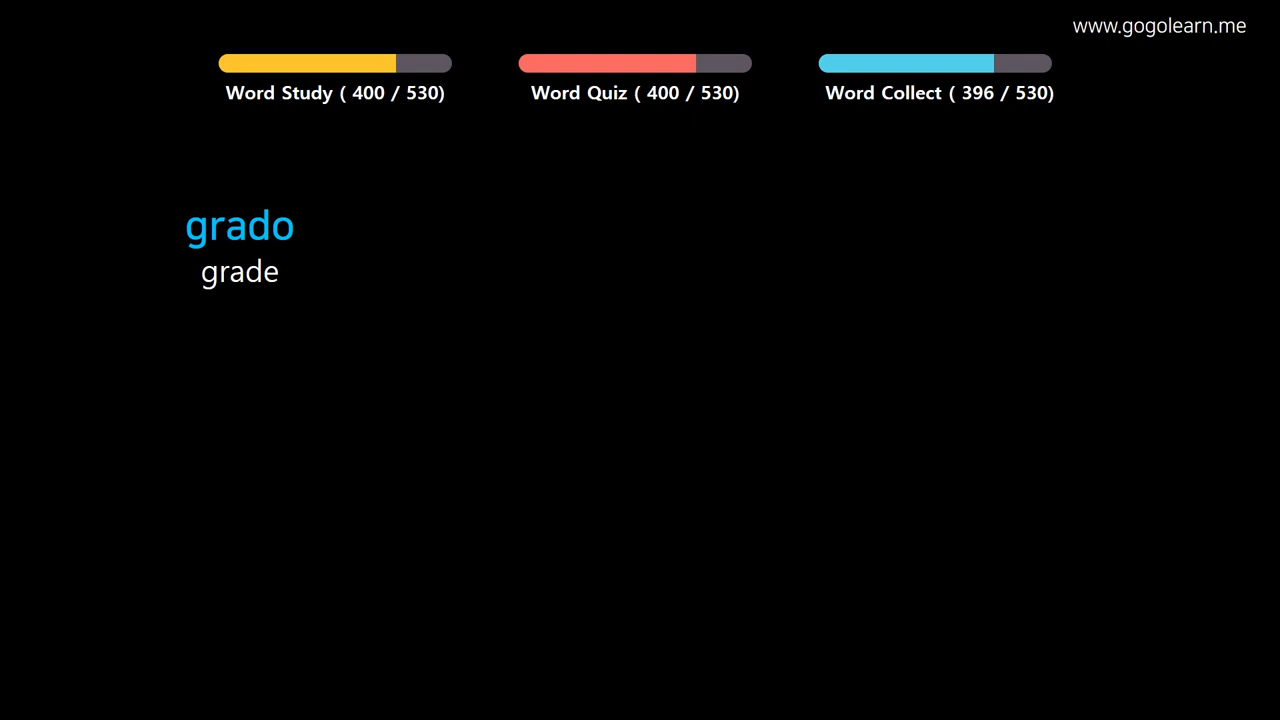 www.gogolearn.me
Word Study ( 400 / 530)
Word Quiz ( 400 / 530)
Word Collect ( 396 / 530)
grado
grade